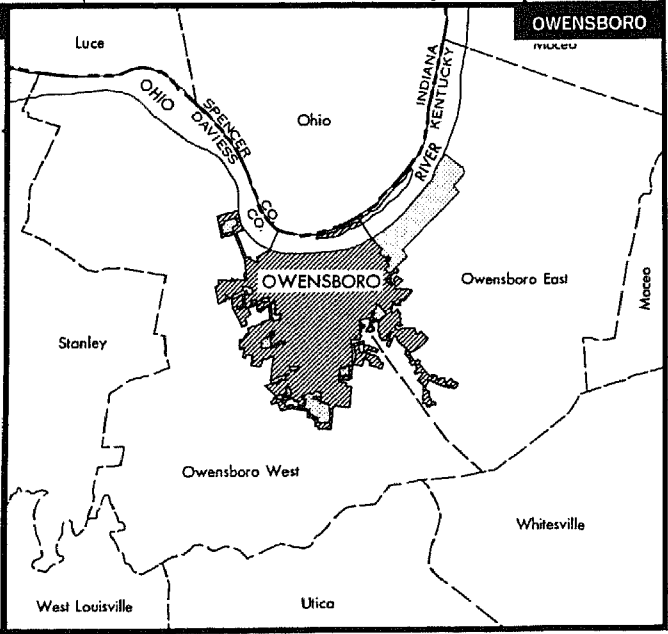 OWENSBORO
Luce
Maceo
OHIO
SPENCER CO
DAVIESS CO
Ohio
INDIANA
KENTUCKY
RIVER
OWENSBORO
Owensboro East
Maceo
Stanley
Owensboro West
Whitesville
West Louisville
Utica